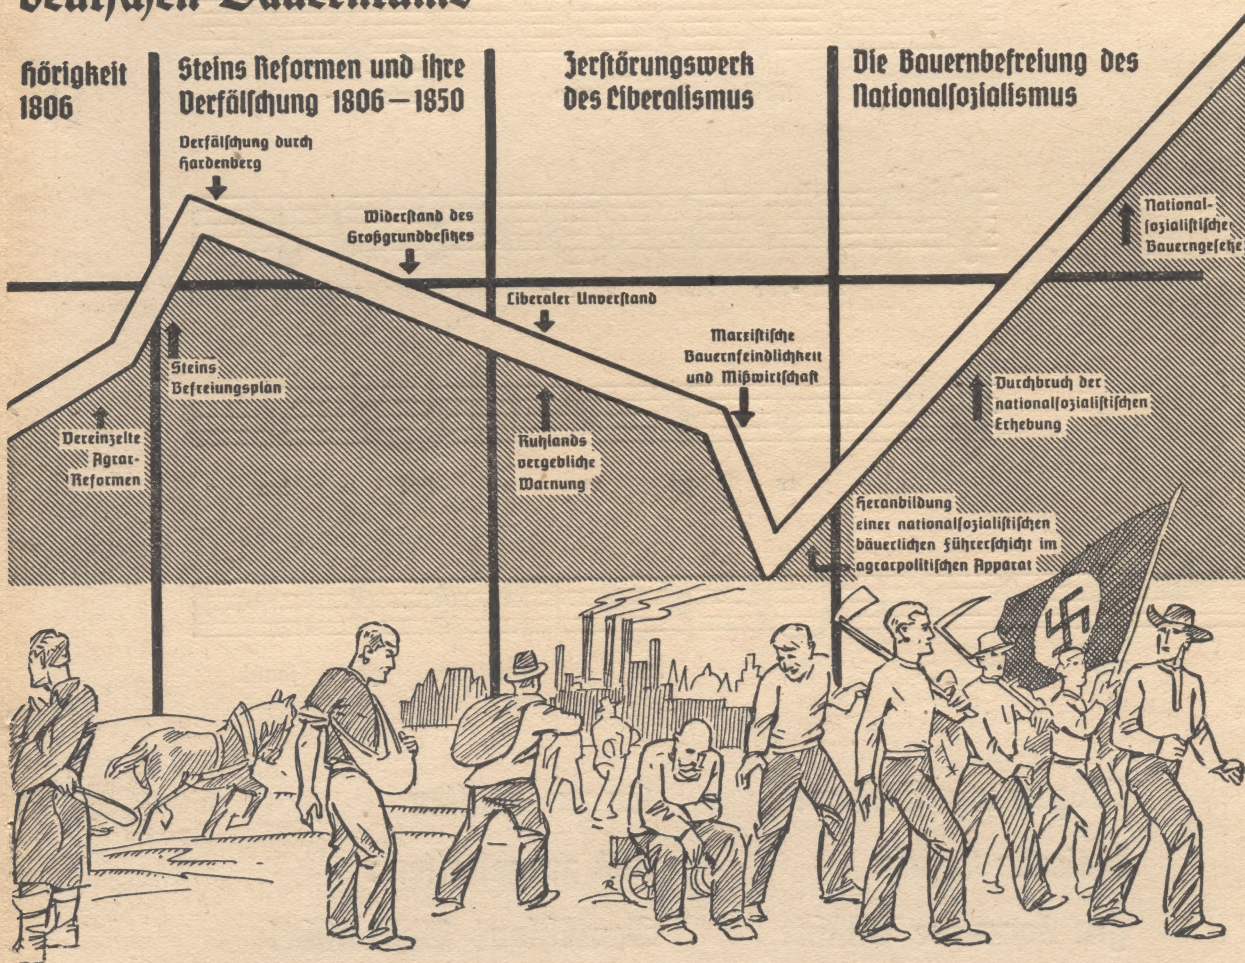 deutschen Bauerntums
Hörigkeit
1806
Steins Reformen und ihre
Verfälschung 1806—1850
Zerstörungswerk
des Liberalismus
Die Bauernbefreiung des
Nationalsozialismus
Verfälschung durch
Hardenberg
Widerstand des
Großgrundbesitzes
Liberaler Unverstand
Marxistische
Bauernfeindlichkeit
und Mißwirtschaft
National-
sozialistische
Bauerngesetze
Steins
Befreiungsplan
Vereinzelte
Agrar-
Reformen
Ruhlands
vergebliche
Warnung
Durchbruch der
nationalsozialistischen
Erhebung
Heranbildung
einer nationalsozialistischen
bäuerlichen Führerschicht im
agrarpolitischen Apparat